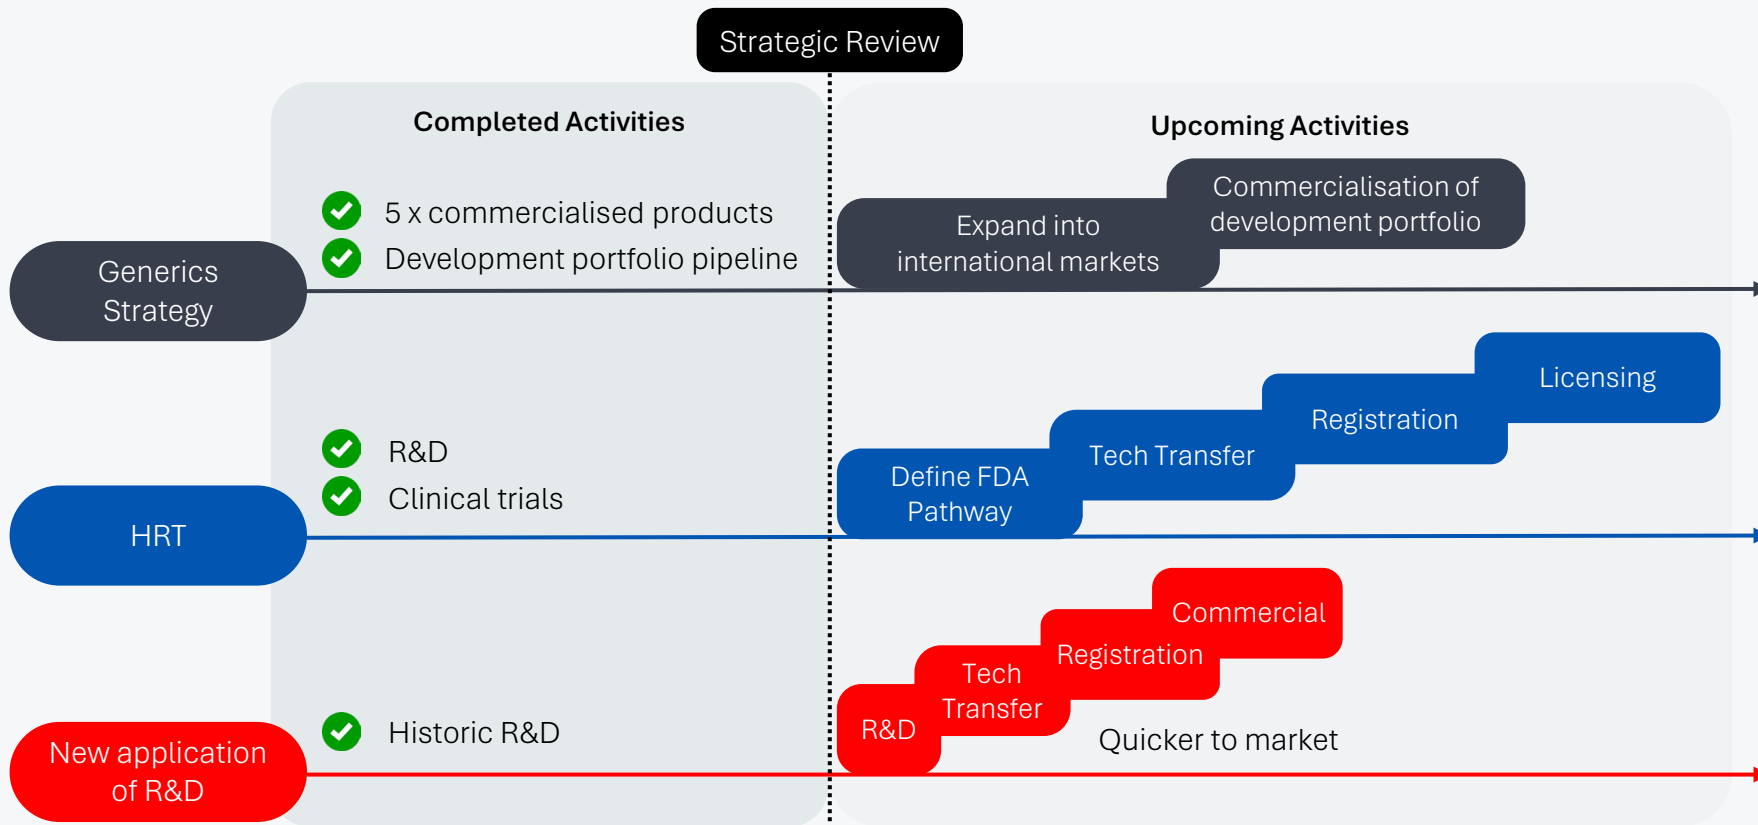 Strategic Review
Completed Activities
Upcoming Activities
Generics
Strategy
5 x commercialised products
Development portfolio pipeline
Expand into
international markets
Commercialisation of
development portfolio
HRT
R&D
Clinical trials
Define FDA
Pathway
Tech Transfer
Registration
Licensing
New application
of R&D
Historic R&D
R&D
Tech
Transfer
Registration
Commercial
Quicker to market